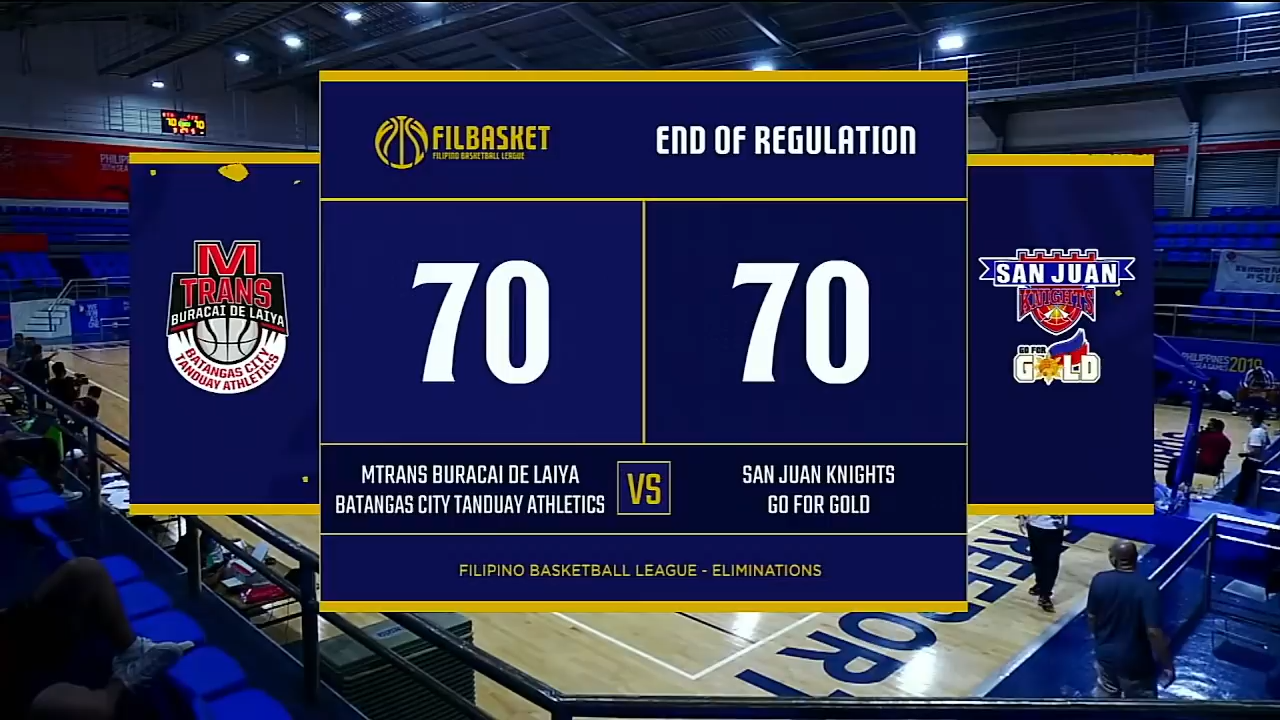 FILBASKET
FILIPINO BASKETBALL LEAGUE
END OF REGULATION
M
TRANS
BURACAI DE LAIYA
BATANGAS CITY
TANDUAY ATHLETICS
70
70
SAN JUAN
KNIGHTS
GO FOR
GOLD
MTRANS BURACAI DE LAIYA
BATANGAS CITY TANDUAY ATHLETICS
VS
SAN JUAN KNIGHTS
GO FOR GOLD
FILIPINO BASKETBALL LEAGUE - ELIMINATIONS
PHILIPPINES
2019